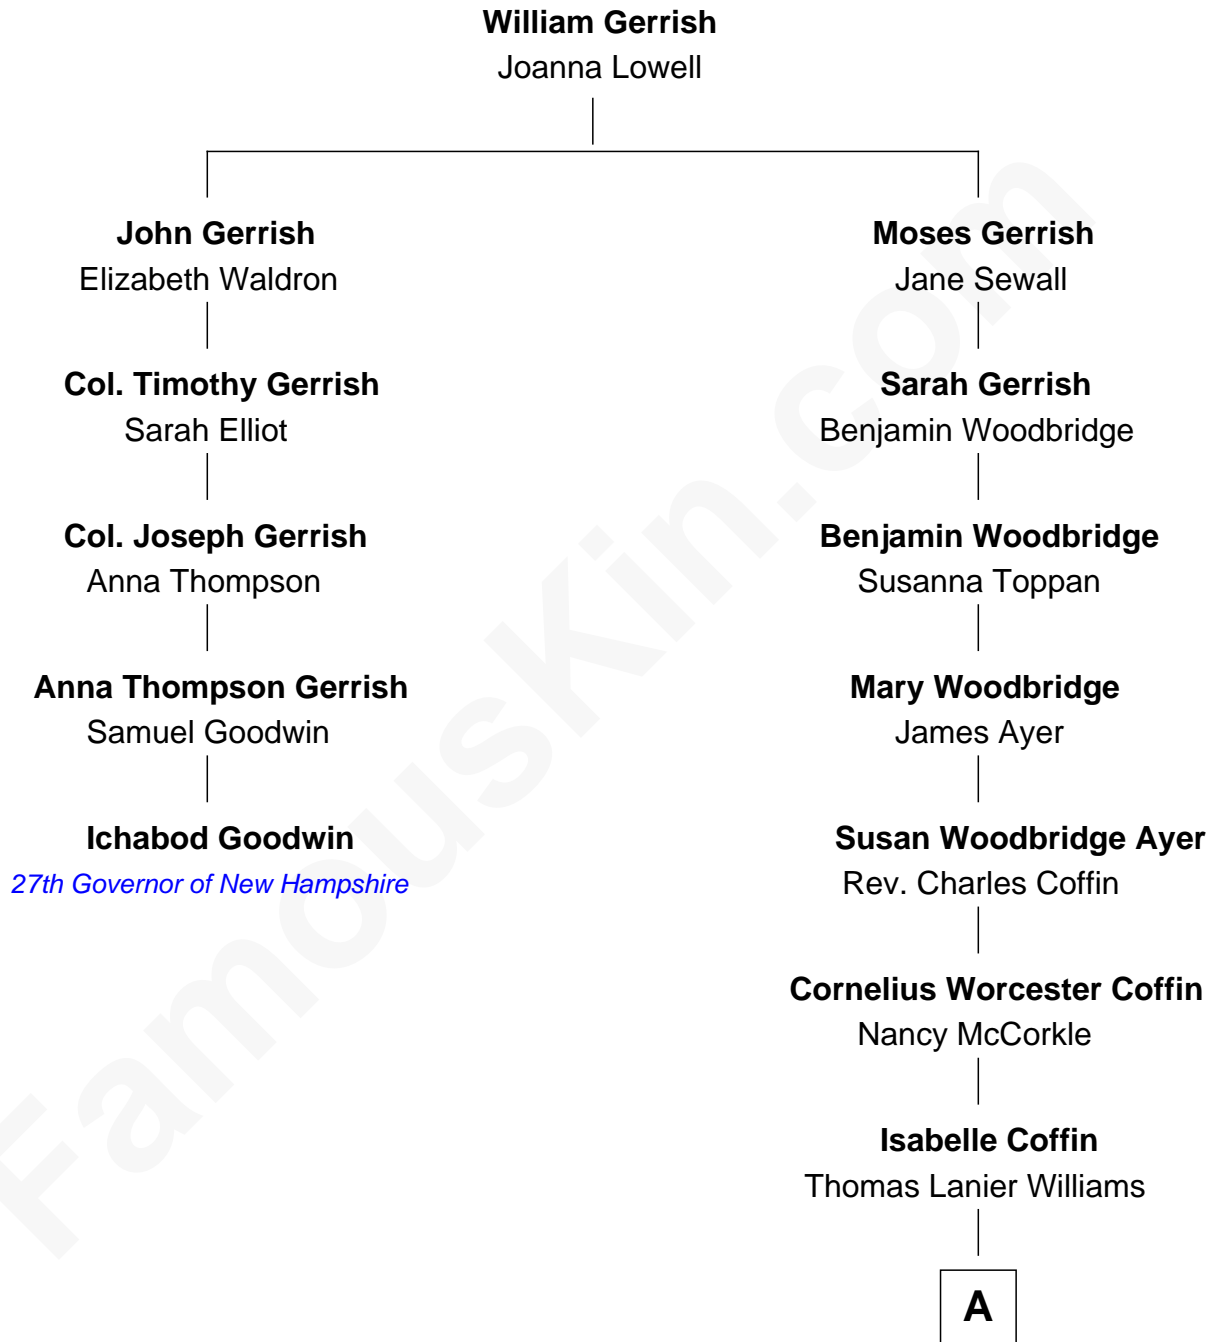 William Gerrish
Joanna Lowell
John Gerrish
Elizabeth Waldron
Col. Timothy Gerrish
Sarah Elliot
Col. Joseph Gerrish
Anna Thompson
Anna Thompson Gerrish
Samuel Goodwin
Ichabod Goodwin
27th Governor of New Hampshire
Moses Gerrish
Jane Sewall
Sarah Gerrish
Benjamin Woodbridge
Benjamin Woodbridge
Susanna Toppan
Mary Woodbridge
James Ayer
Susan Woodbridge Ayer
Rev. Charles Coffin
Cornelius Worcester Coffin
Nancy McCorkle
Isabelle Coffin
Thomas Lanier Williams
A
FamousKin.com